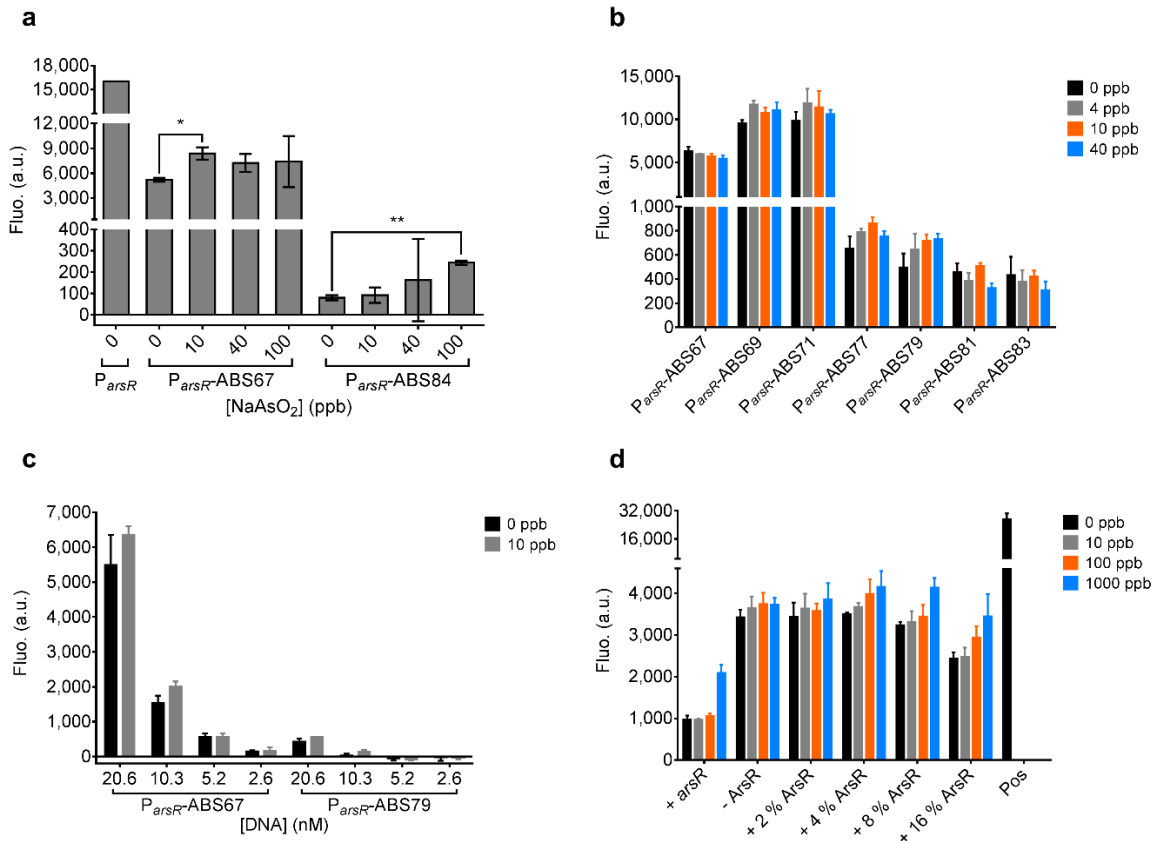 a
18,000
15,000
12,000
9,000
6,000
3,000
400
300
200
100
0
Fluo. (a.u.)
*
**
0 0 10 40 100 0 10 40 100
ParsR ParsR-ABS67 ParsR-ABS84
[NaAsO2] (ppb)
b
15,000
10,000
5,000
1,000
800
600
400
200
0
Fluo. (a.u.)
0 ppb
4 ppb
10 ppb
40 ppb
ParsR-ABS67
ParsR-ABS69
ParsR-ABS71
ParsR-ABS77
ParsR-ABS79
ParsR-ABS81
ParsR-ABS83
c
7,000
6,000
5,000
4,000
3,000
2,000
1,000
0
Fluo. (a.u.)
0 ppb
10 ppb
20.6 10.3 5.2 2.6 20.6 10.3 5.2 2.6
ParsR-ABS67 ParsR-ABS79
[DNA] (nM)
d
32,000
16,000
4,000
3,000
2,000
1,000
0
Fluo. (a.u.)
0 ppb
10 ppb
100 ppb
1000 ppb
+ arsR
- ArsR
+ 2 % ArsR
+ 4 % ArsR
+ 8 % ArsR
+ 16 % ArsR
Pos